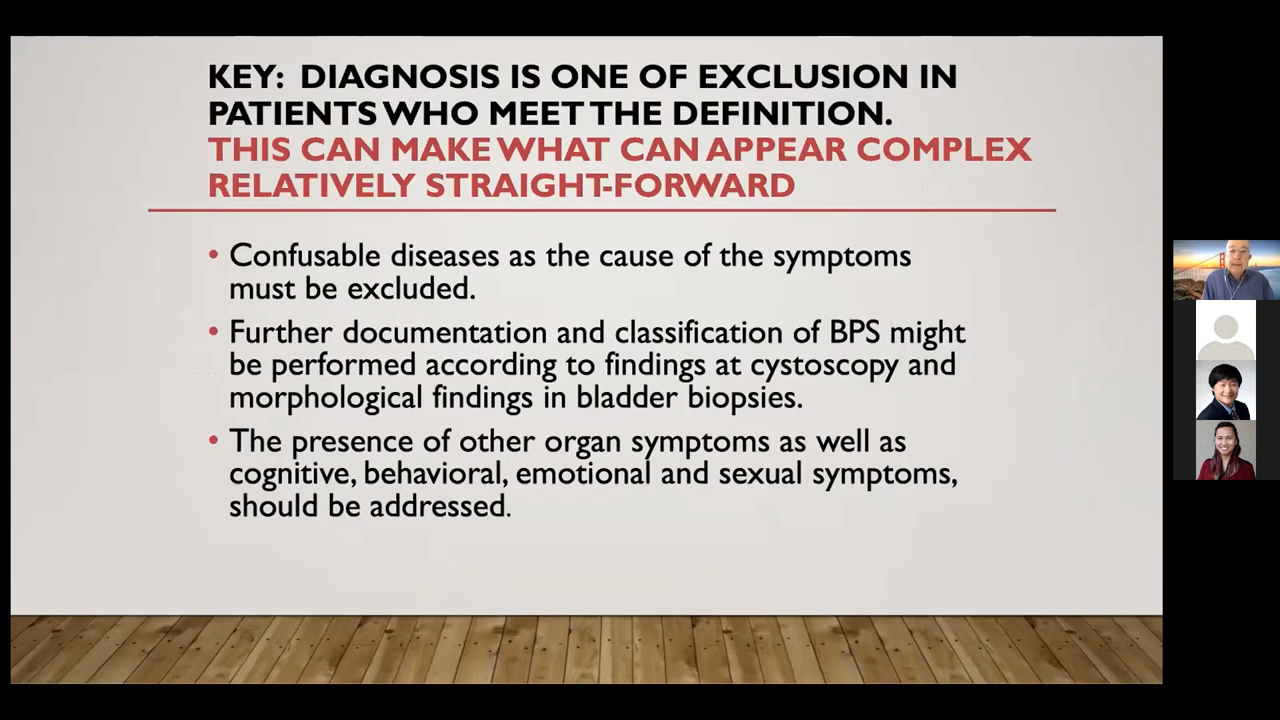 KEY: DIAGNOSIS IS ONE OF EXCLUSION IN
PATIENTS WHO MEET THE DEFINITION.
THIS CAN MAKE WHAT CAN APPEAR COMPLEX
RELATIVELY STRAIGHT-FORWARD
• Confusable diseases as the cause of the symptoms
must be excluded.
• Further documentation and classification of BPS might
be performed according to findings at cystoscopy and
morphological findings in bladder biopsies.
• The presence of other organ symptoms as well as
cognitive, behavioral, emotional and sexual symptoms,
should be addressed.